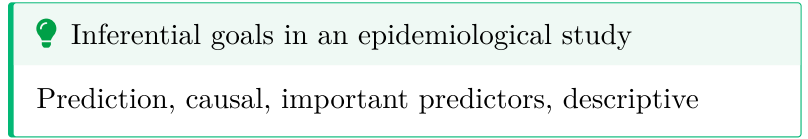 Inferential goals in an epidemiological study
Prediction, causal, important predictors, descriptive